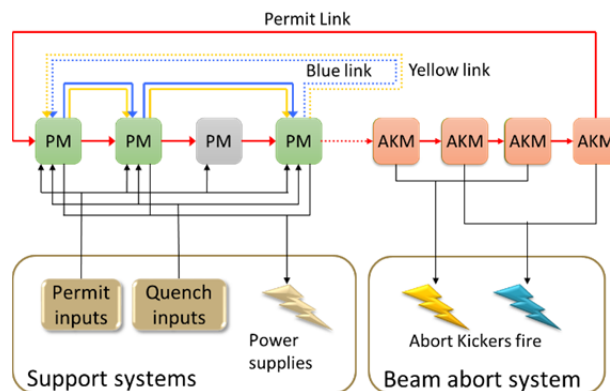 Permit Link
Blue link
Yellow link
PM
PM
PM
PM
AKM
AKM
AKM
AKM
Permit
inputs
Quench
inputs
Power
supplies
Abort Kickers fire
Support systems
Beam abort system